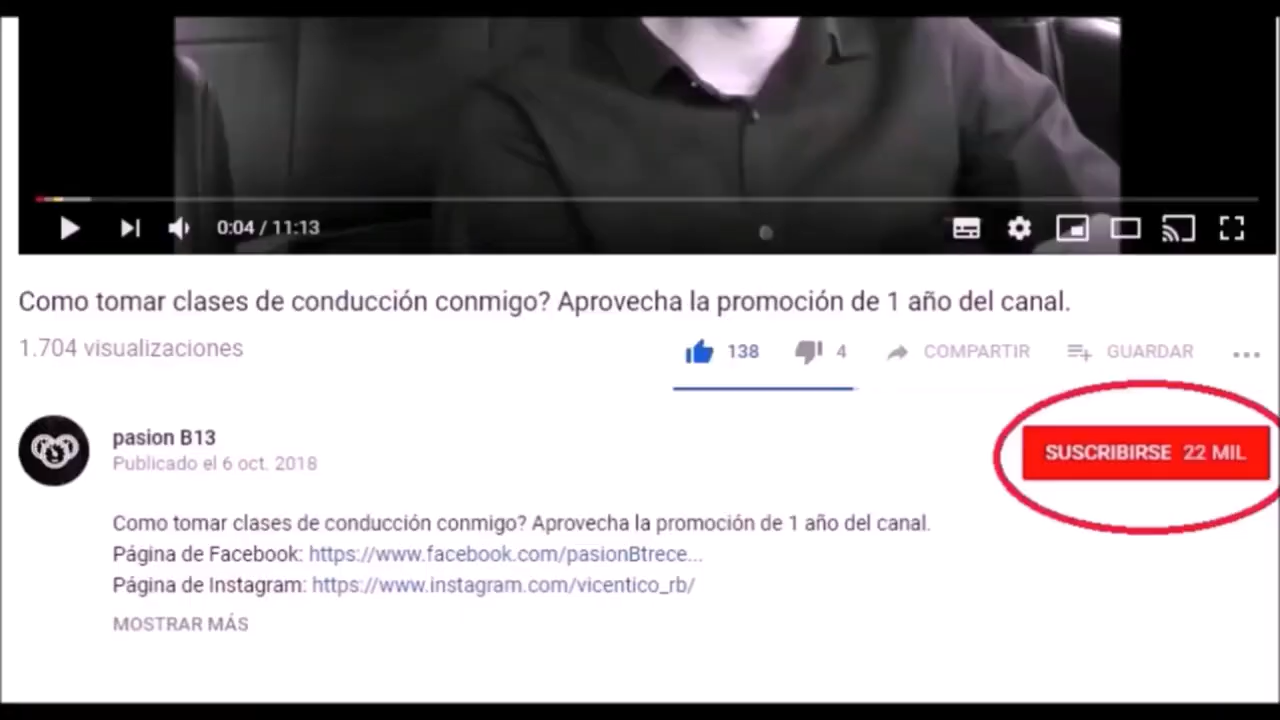 0:04 / 11:13
Como tomar clases de conducción conmigo? Aprovecha la promoción de 1 año del canal.
1.704 visualizaciones
138
4
COMPARTIR
GUARDAR
pasion B13
Publicado el 6 oct. 2018
SUSCRIBIRSE 22 MIL
Como tomar clases de conducción conmigo? Aprovecha la promoción de 1 año del canal.
Página de Facebook: https://www.facebook.com/pasionBtrece...
Página de Instagram: https://www.instagram.com/vicentico_rb/
MOSTRAR MÁS